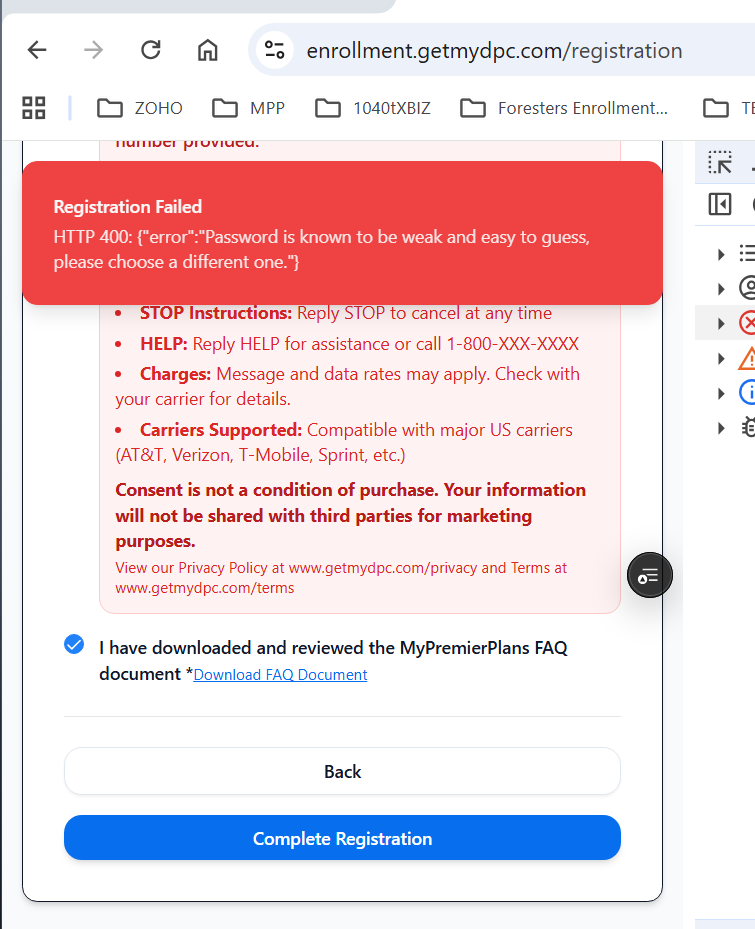 enrollment.getmydpc.com/registration
ZOHO
MPP
1040tXBIZ
Foresters Enrollment...
number provided.
Registration Failed
HTTP 400: {"error":"Password is known to be weak and easy to guess,
please choose a different one."}
• STOP Instructions: Reply STOP to cancel at any time
• HELP: Reply HELP for assistance or call 1-800-XXX-XXXX
• Charges: Message and data rates may apply. Check with
your carrier for details.
• Carriers Supported: Compatible with major US carriers
(AT&T, Verizon, T-Mobile, Sprint, etc.)
Consent is not a condition of purchase. Your information
will not be shared with third parties for marketing
purposes.
View our Privacy Policy at www.getmydpc.com/privacy and Terms at
www.getmydpc.com/terms
I have downloaded and reviewed the MyPremierPlans FAQ
document *Download FAQ Document
Back
Complete Registration